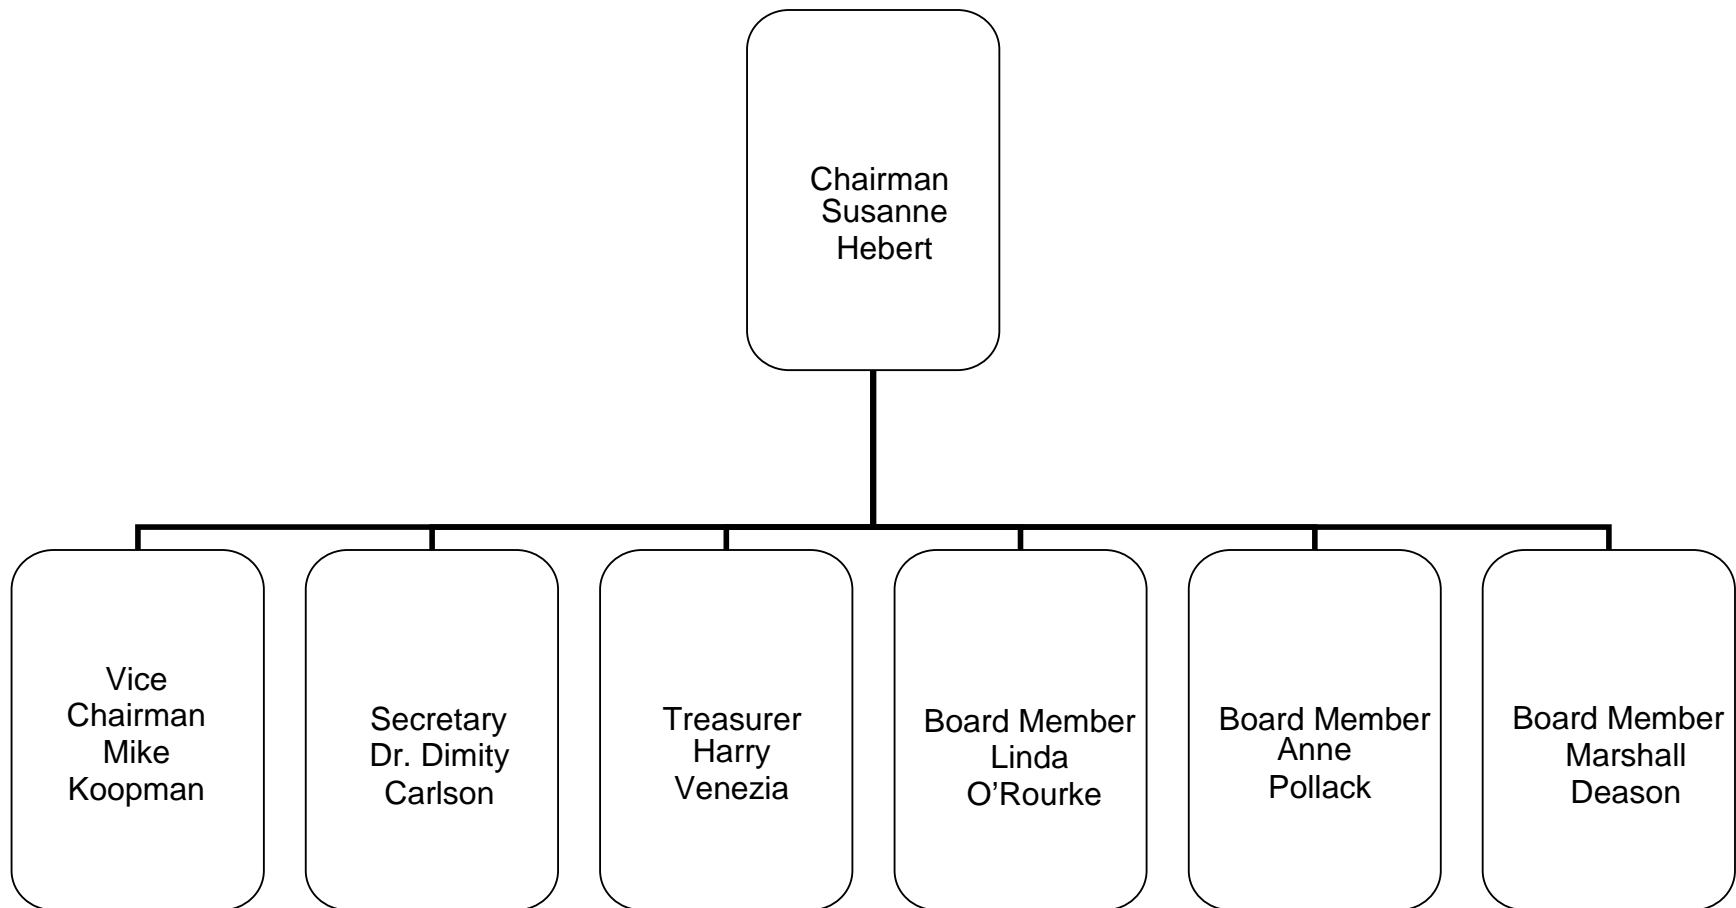 Chairman
Susanne
Hebert
Vice
Chairman
Mike
Koopman
Secretary
Dr. Dimity
Carlson
Treasurer
Harry
Venezia
Board Member
Linda
O’Rourke
Board Member
Anne
Pollack
Board Member
Marshall
Deason